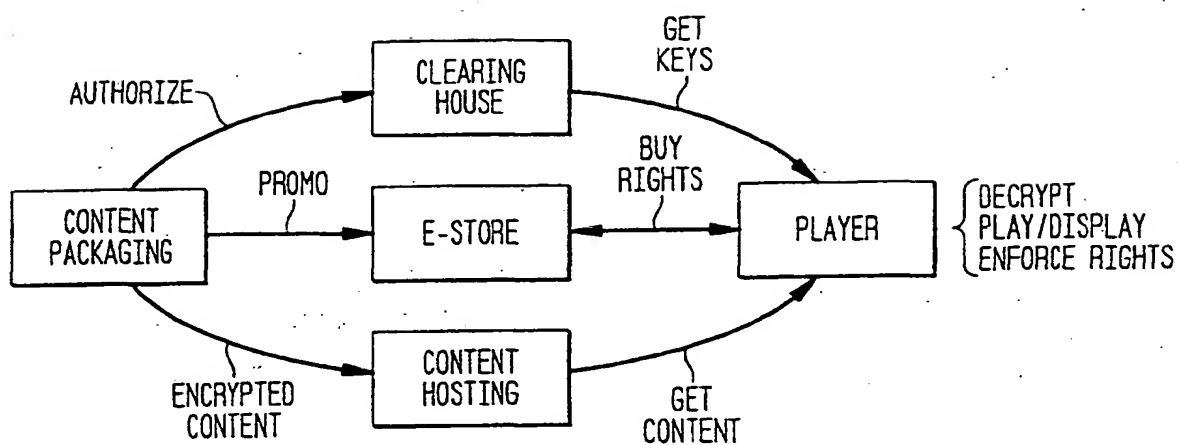 GET
KEYS
CLEARING
HOUSE
AUTHORIZE
BUY
RIGHTS
PROMO
CONTENT
PACKAGING
E-STORE
PLAYER
DECRYPT
PLAY/DISPLAY
ENFORCE RIGHTS
ENCRYPTED
CONTENT
CONTENT
HOSTING
GET
CONTENT